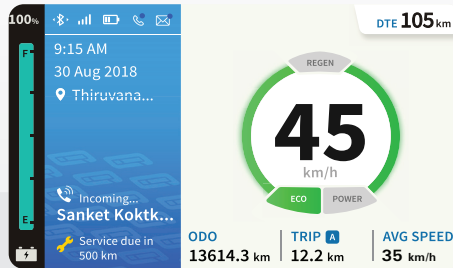 100%
F
E
9:15 AM
30 Aug 2018
Thiruvana...
Incoming...
Sanket Koktk...
Service due in
500 km
DTE 105 km
REGEN
45
km/h
ECO
POWER
ODO
13614.3 km
TRIP A
12.2 km
AVG SPEED
35 km/h